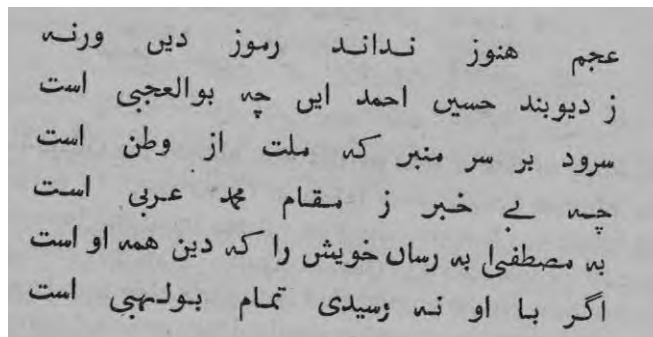 عجم هنوز نداند رموز دیں ورنہ
ز دیوبند حسین احمد ایں چہ بوالعجبی است
سرود بر سر منبر کہ ملت از وطن است
چہ بے خبر ز مقام محمد عربی است
بہ مصطفیٰ بہ رساں خویش را کہ دین ہمہ او است
اگر با او نہ رسیدی تمام بولہبی است